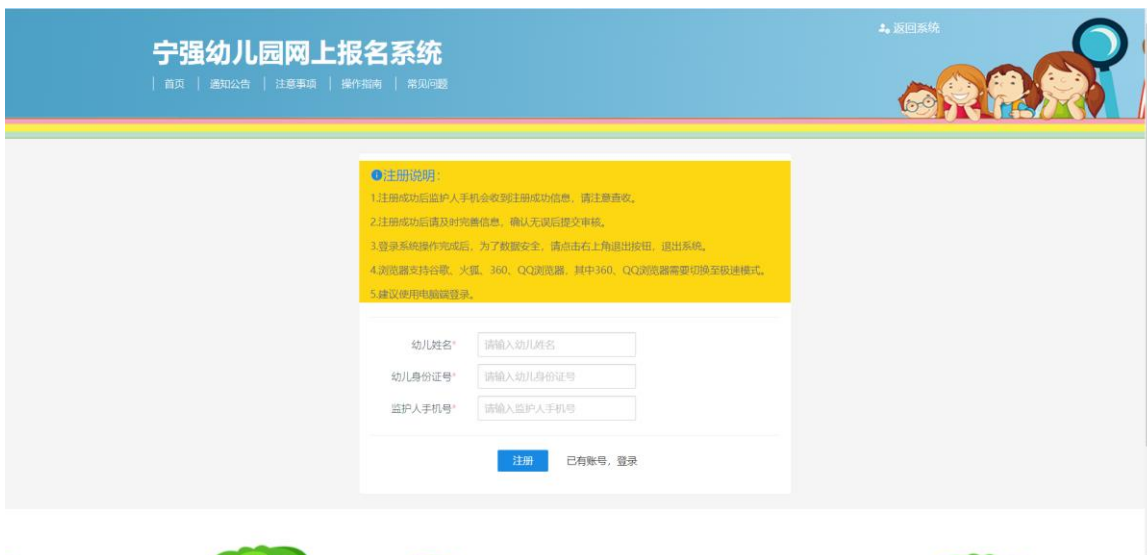 返回系统
宁强幼儿园网上报名系统
| 首页 | 通知公告 | 注意事项 | 操作指南 | 常见问题
注册说明：
1.注册成功后监护人手机会收到注册成功信息，请注意查收。
2.注册成功后请及时完善信息，确认无误后提交审核。
3.登录系统操作完成后，为了数据安全，请点击右上角退出按钮，退出系统。
4.浏览器支持谷歌、火狐、360、QQ浏览器，其中360、QQ浏览器需要切换至极速模式。
5.建议使用电脑端登录。
幼儿姓名* 请输入幼儿姓名
幼儿身份证号* 请输入幼儿身份证号
监护人手机号* 请输入监护人手机号
注册 已有账号，登录